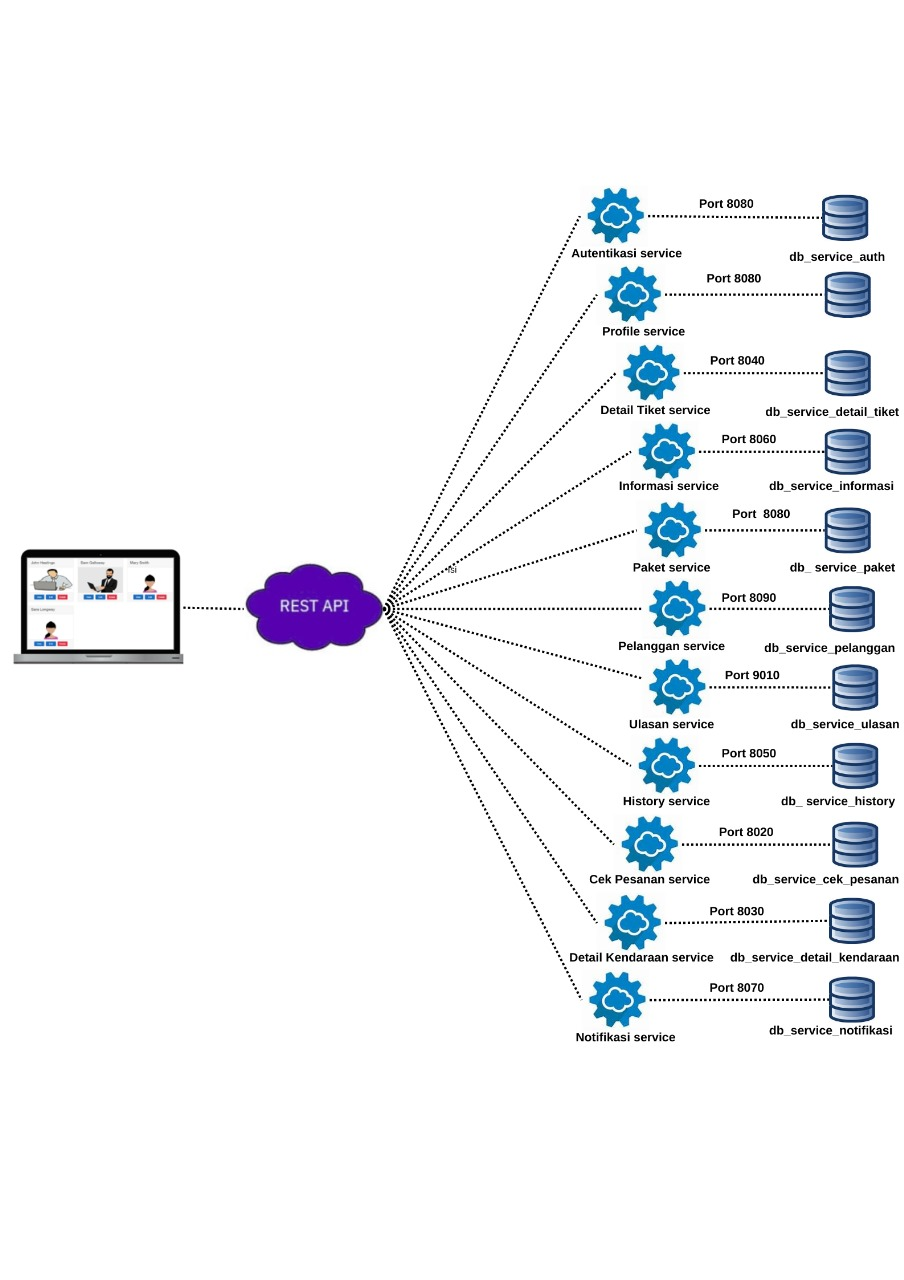 Port 8080
Autentikasi service
db_service_auth
Port 8080
Profile service
Port 8040
Detail Tiket service
db_service_detail_tiket
Port 8060
Informasi service
db_service_informasi
Port 8080
Paket service
db_ service_paket
isi
REST API
Port 8090
Pelanggan service
db_service_pelanggan
Port 9010
Ulasan service
db_service_ulasan
Port 8050
History service
db_ service_history
Port 8020
Cek Pesanan service
db_service_cek_pesanan
Port 8030
Detail Kendaraan service
db_service_detail_kendaraan
Port 8070
Notifikasi service
db_service_notifikasi